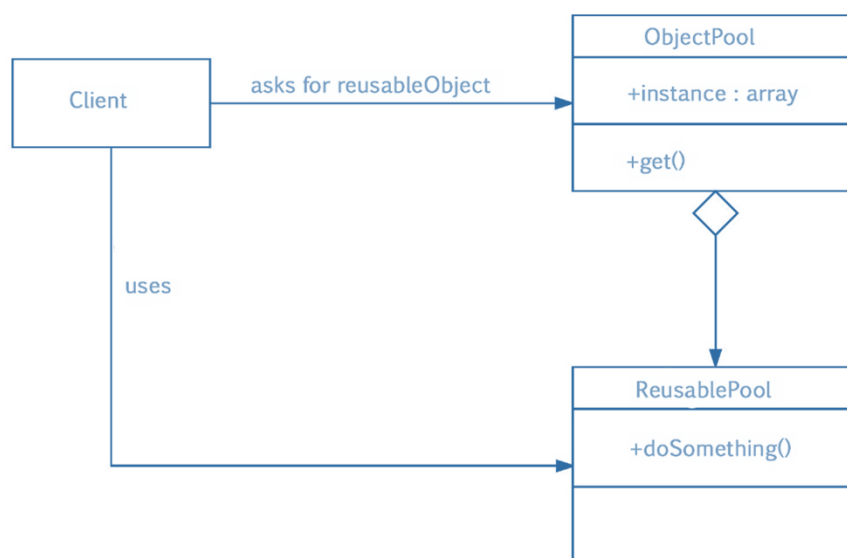 ObjectPool
Client
asks for reusableObject
+instance : array
+get()
uses
ReusablePool
+doSomething()